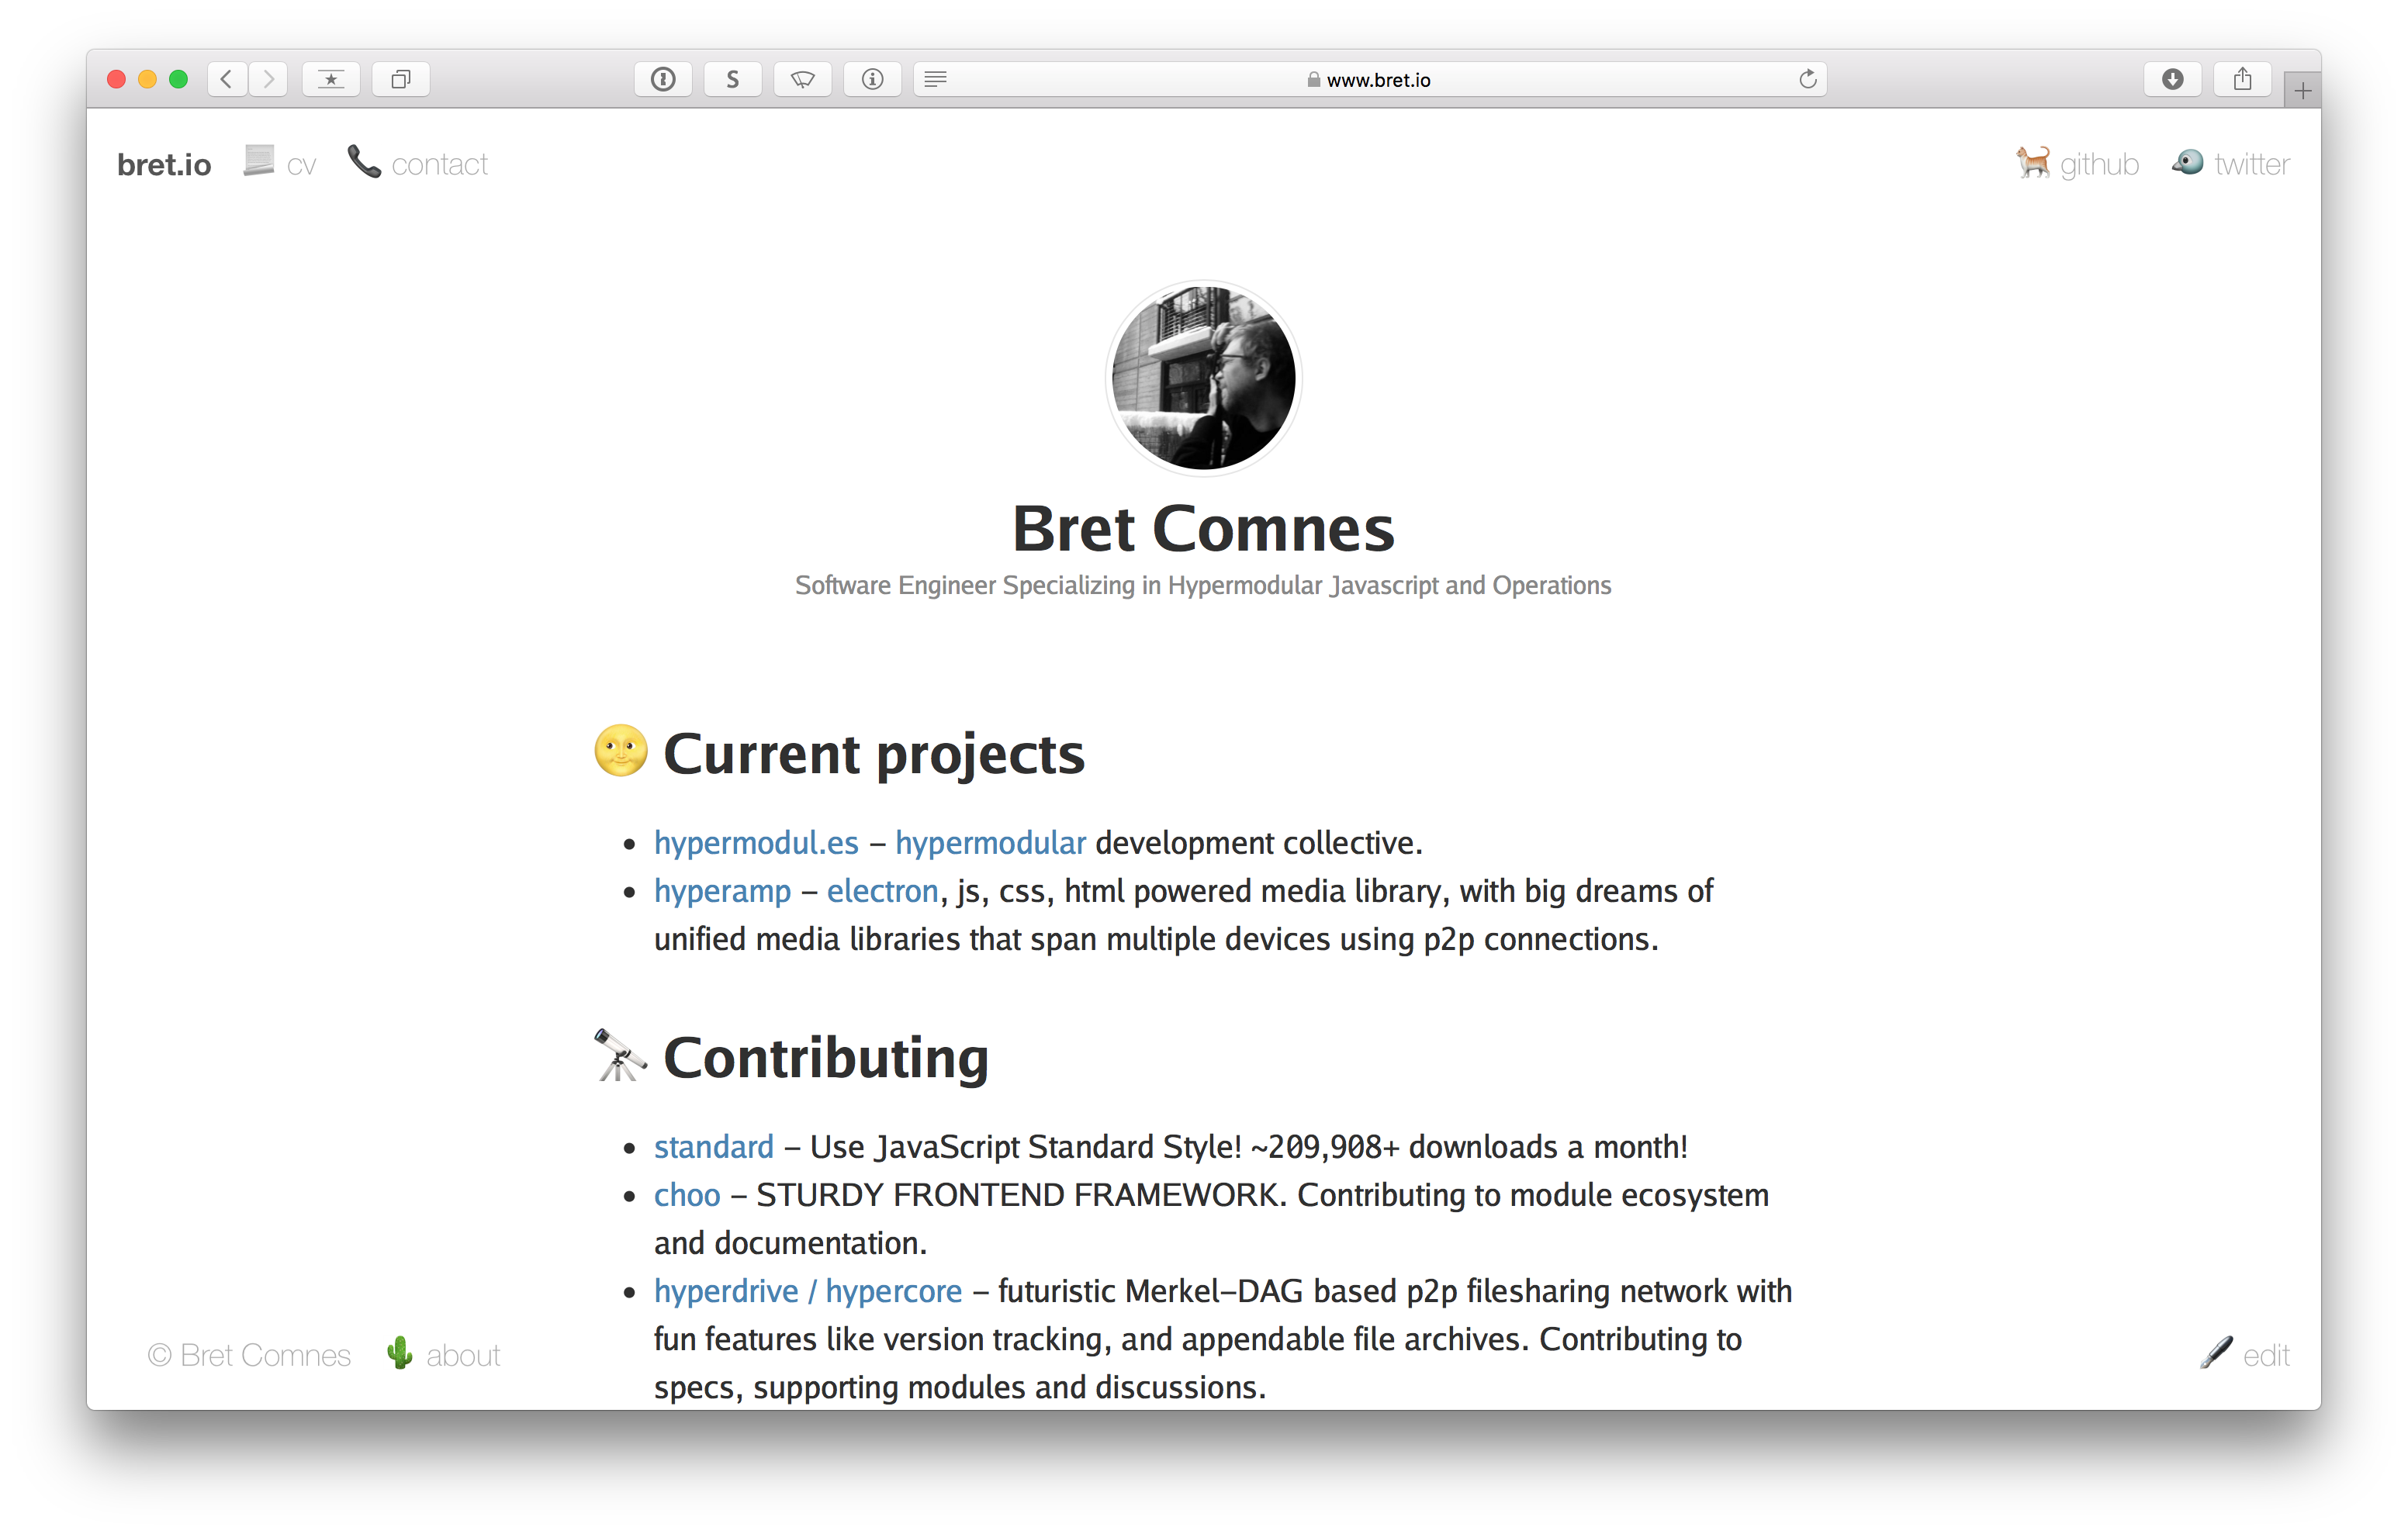 S
www.bret.io
bret.io cv contact github twitter
Bret Comnes
Software Engineer Specializing in Hypermodular Javascript and Operations
Current projects
hypermodul.es – hypermodular development collective.
hyperamp – electron, js, css, html powered media library, with big dreams of
unified media libraries that span multiple devices using p2p connections.
Contributing
standard – Use JavaScript Standard Style! ~209,908+ downloads a month!
choo – STURDY FRONTEND FRAMEWORK. Contributing to module ecosystem
and documentation.
hyperdrive / hypercore – futuristic Merkel-DAG based p2p filesharing network with
fun features like version tracking, and appendable file archives. Contributing to
specs, supporting modules and discussions.
© Bret Comnes about edit